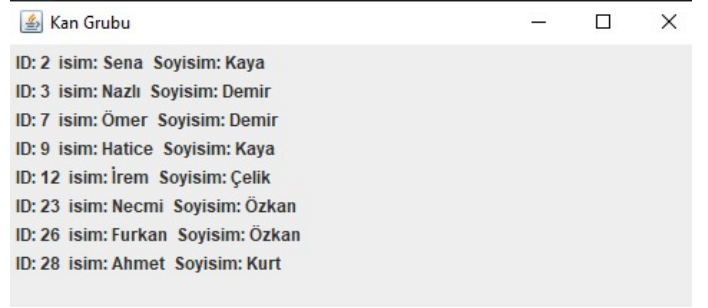 Kan Grubu
ID: 2 isim: Sena Soyisim: Kaya
ID: 3 isim: Nazlı Soyisim: Demir
ID: 7 isim: Ömer Soyisim: Demir
ID: 9 isim: Hatice Soyisim: Kaya
ID: 12 isim: İrem Soyisim: Çelik
ID: 23 isim: Necmi Soyisim: Özkan
ID: 26 isim: Furkan Soyisim: Özkan
ID: 28 isim: Ahmet Soyisim: Kurt